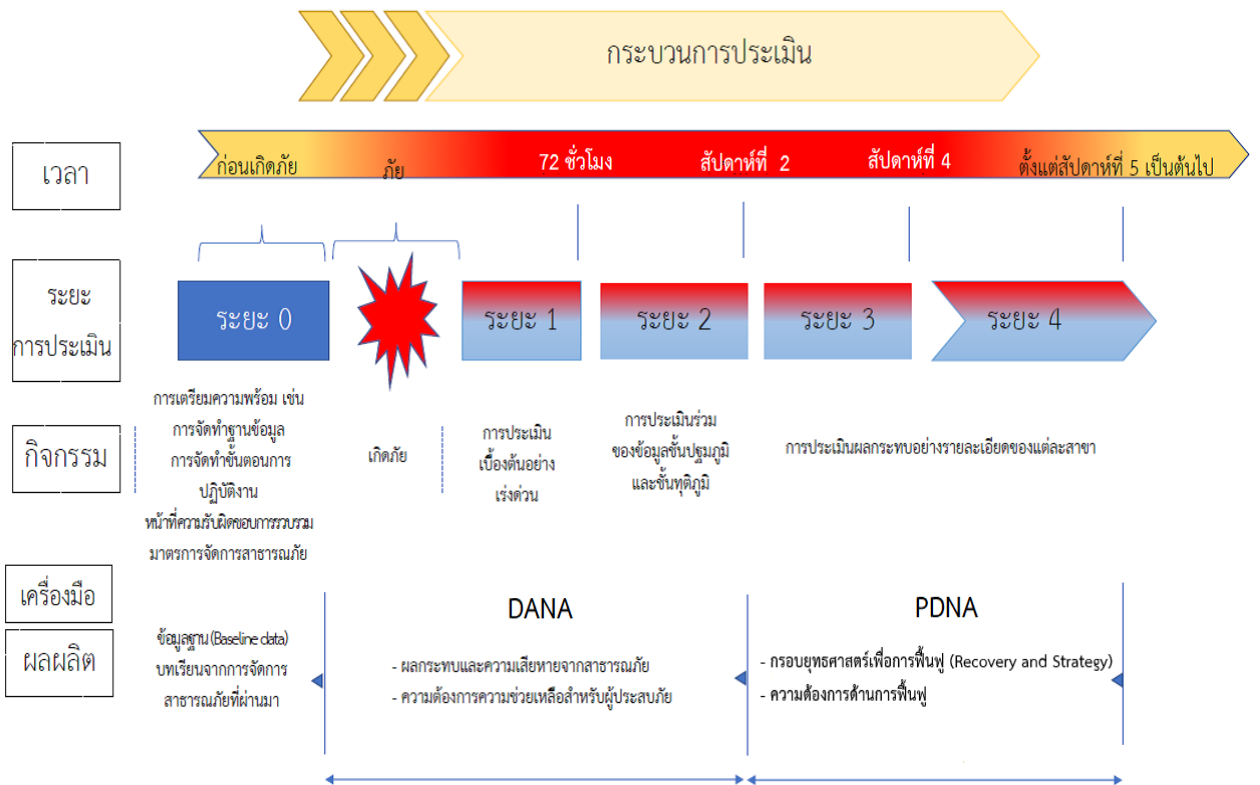 กระบวนการประเมิน
เวลา
ก่อนเกิดภัย
ภัย
72 ชั่วโมง
สัปดาห์ที่ 2
สัปดาห์ที่ 4
ตั้งแต่สัปดาห์ที่ 5 เป็นต้นไป
ระยะ
การประเมิน
ระยะ 0
ระยะ 1
ระยะ 2
ระยะ 3
ระยะ 4
กิจกรรม
การเตรียมความพร้อม เช่น
การจัดทำฐานข้อมูล
การจัดทำขั้นตอนการ
ปฏิบัติงาน
หน้าที่ความรับผิดขอบการรวบรวม
มาตรการจัดการสาธารณภัย
เกิดภัย
การประเมิน
เบื้องต้นอย่าง
เร่งด่วน
การประเมินร่วม
ของข้อมูลขั้นปฐมภูมิ
และขั้นทุติภูมิ
การประเมินผลกระทบอย่างรายละเอียดของแต่ละสาขา
เครื่องมือ
DANA
PDNA
ผลผลิต
ข้อมูลฐาน (Baseline data)
บทเรียนจากการจัดการ
สาธารณภัยที่ผ่านมา
- ผลกระทบและความเสียหายจากสาธารณภัย
- ความต้องการความช่วยเหลือสำหรับผู้ประสบภัย
- กรอบยุทธศาสตร์เพื่อการฟื้นฟู (Recovery and Strategy)
- ความต้องการด้านการฟื้นฟู